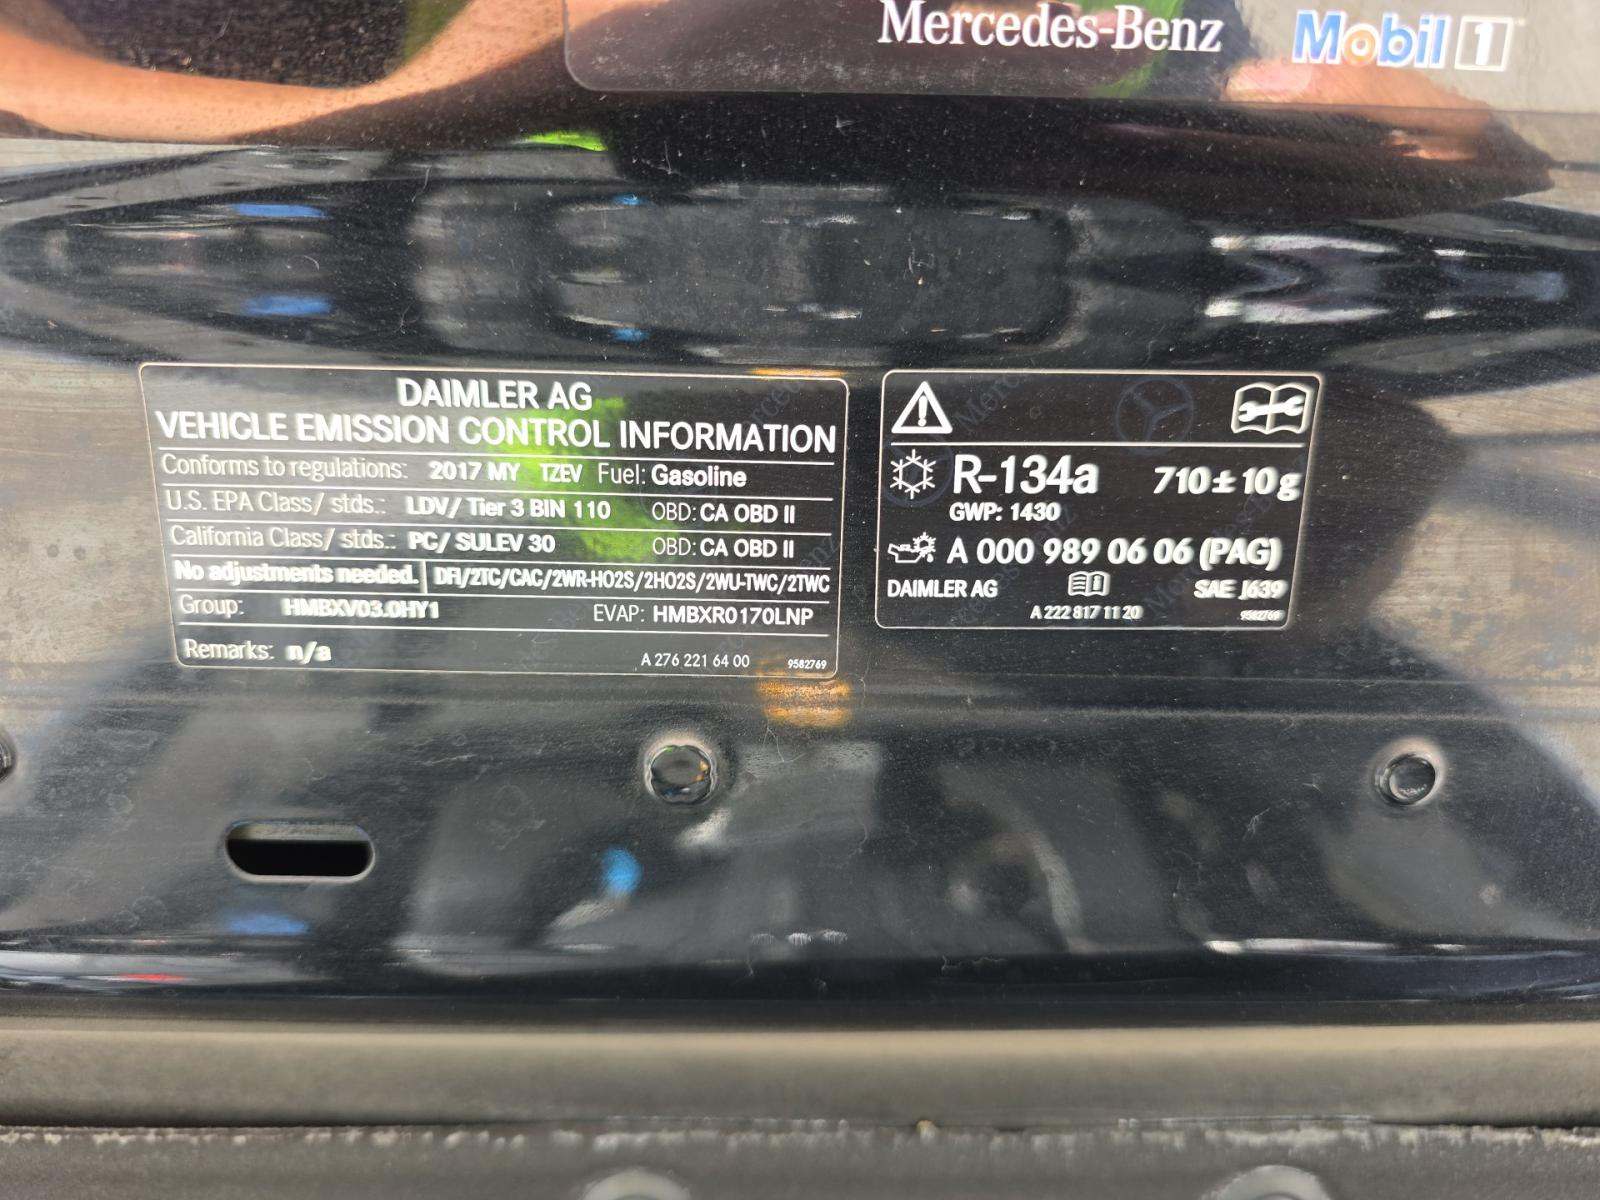 Mercedes-Benz Mobil 1
DAIMLER AG
VEHICLE EMISSION CONTROL INFORMATION
Conforms to regulations: 2017 MY TZEV Fuel: Gasoline
U.S. EPA Class/ stds.: LDV/ Tier 3 BIN 110 OBD: CA OBD II
California Class/ stds.: PC/ SULEV 30 OBD: CA OBD II
No adjustments needed. DFI/2TC/CAC/2WR-HO2S/2HO2S/2WU-TWC/2TWC
Group: HMBXV03.0HY1 EVAP: HMBXR0170LNP
Remarks: n/a A 276 221 64 00 9582769
R-134a 710±10g
GWP: 1430
A 000 989 06 06 (PAG)
DAIMLER AG SAE J639
A 222 817 11 20 9582769